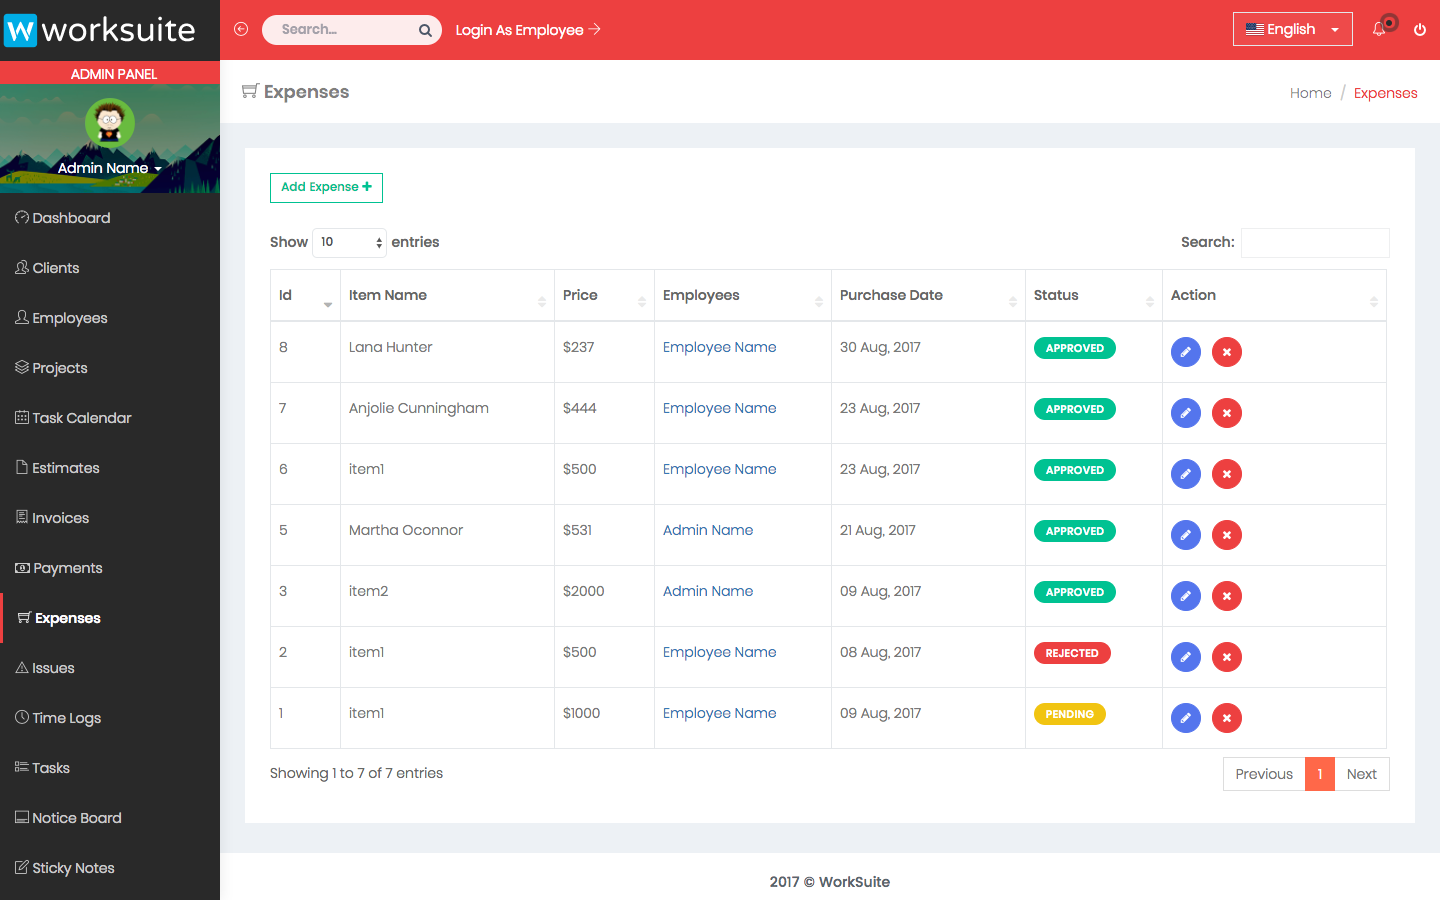 W worksuite
Search...
Login As Employee
English
ADMIN PANEL
Admin Name
Dashboard
Clients
Employees
Projects
Task Calendar
Estimates
Invoices
Payments
Expenses
Issues
Time Logs
Tasks
Notice Board
Sticky Notes
Expenses
Home / Expenses
Add Expense +
Show 10 entries
Search:
Id Item Name Price Employees Purchase Date Status Action
8 Lana Hunter $237 Employee Name 30 Aug, 2017 APPROVED
7 Anjolie Cunningham $444 Employee Name 23 Aug, 2017 APPROVED
6 item1 $500 Employee Name 23 Aug, 2017 APPROVED
5 Martha Oconnor $531 Admin Name 21 Aug, 2017 APPROVED
3 item2 $2000 Admin Name 09 Aug, 2017 APPROVED
2 item1 $500 Employee Name 08 Aug, 2017 REJECTED
1 item1 $1000 Employee Name 09 Aug, 2017 PENDING
Showing 1 to 7 of 7 entries
Previous 1 Next
2017 © WorkSuite